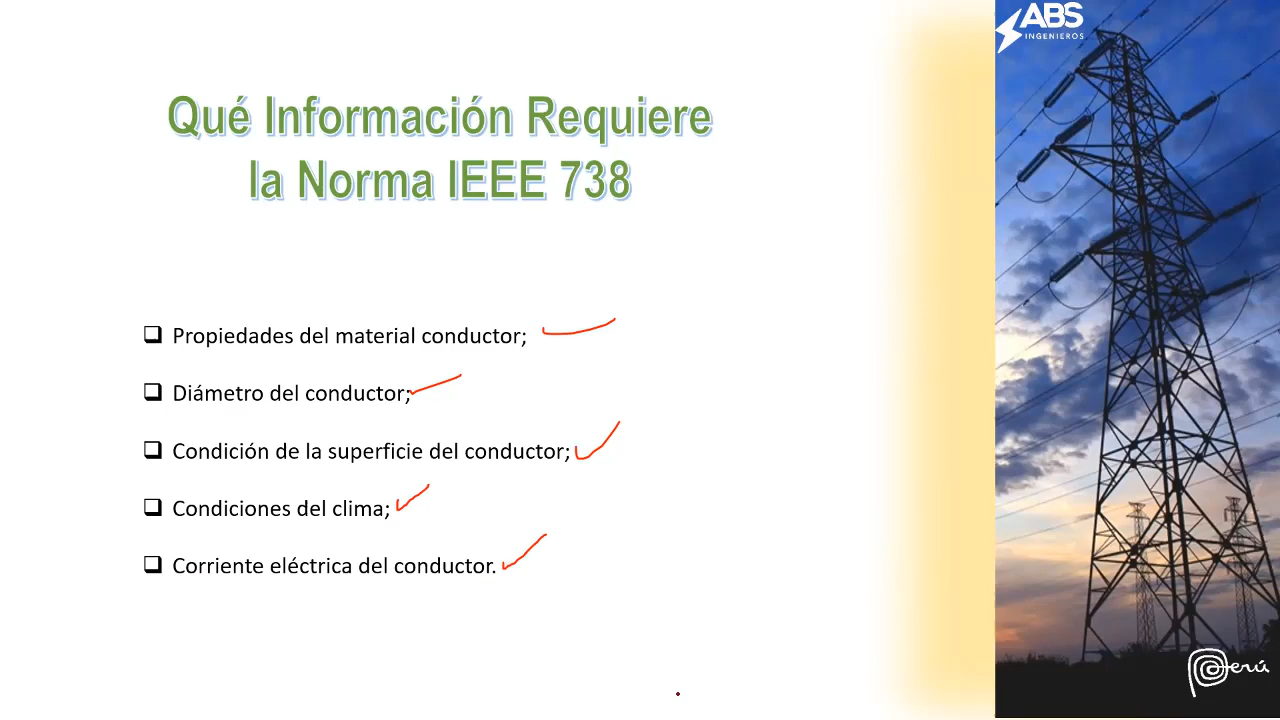 ABS
INGENIEROS
Qué Información Requiere
la Norma IEEE 738
Propiedades del material conductor;
Diámetro del conductor;
Condición de la superficie del conductor;
Condiciones del clima;
Corriente eléctrica del conductor.
Perú